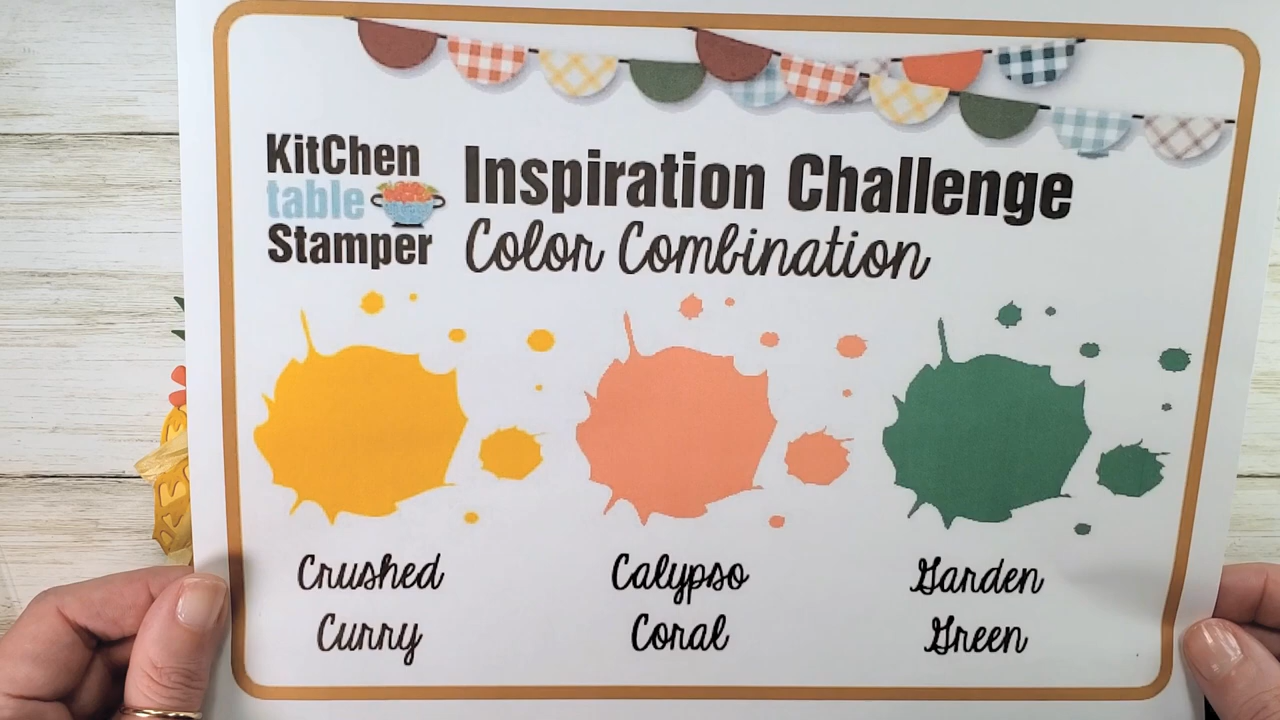 KitChen
table
Stamper
Inspiration Challenge
Color Combination
Crushed
Curry
Calypso
Coral
Garden
Green